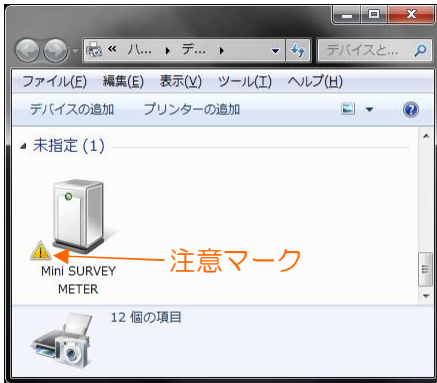 « ハ... ▸ デ... ▸ デバイスと...
ファイル(F) 編集(E) 表示(V) ツール(T) ヘルプ(H)
デバイスの追加 プリンターの追加
未指定 (1)
注意マーク
Mini SURVEY
METER
12 個の項目